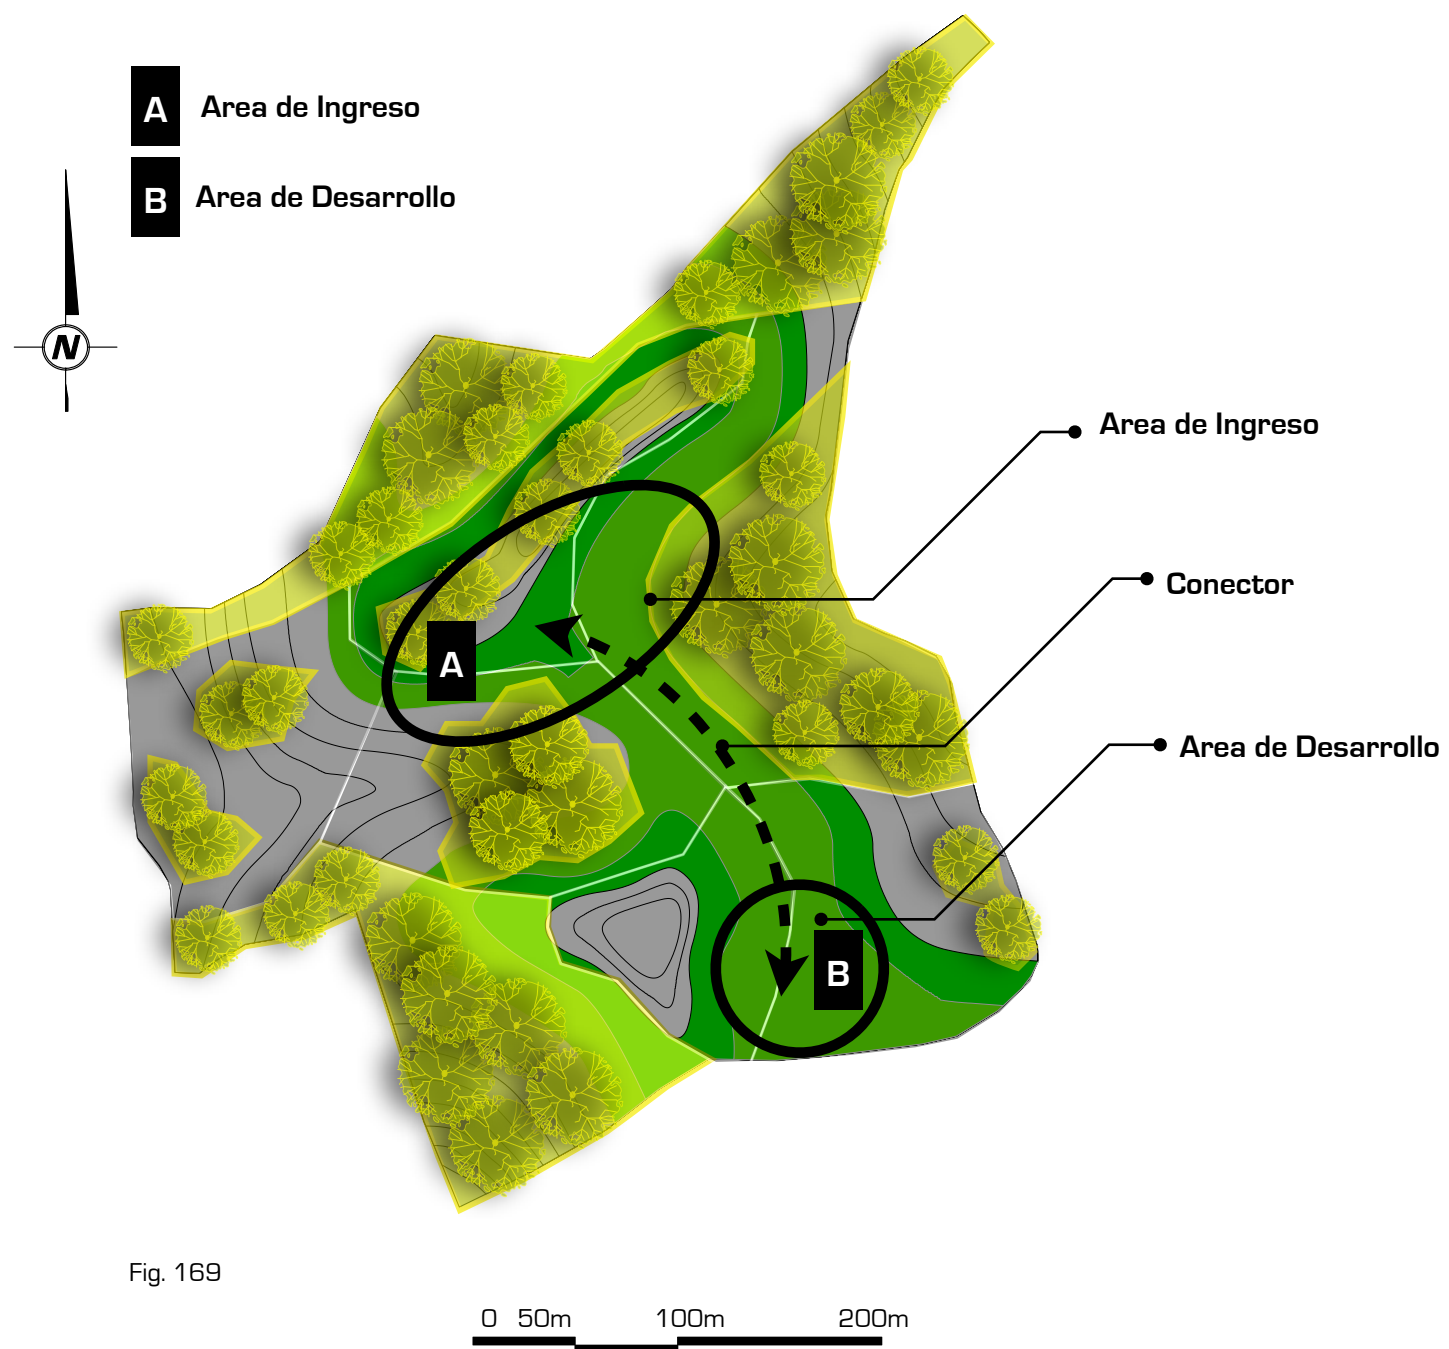 A Area de Ingreso
B Area de Desarrollo
N
Area de Ingreso
Conector
Area de Desarrollo
A
B
Fig. 169
0 50m 100m 200m